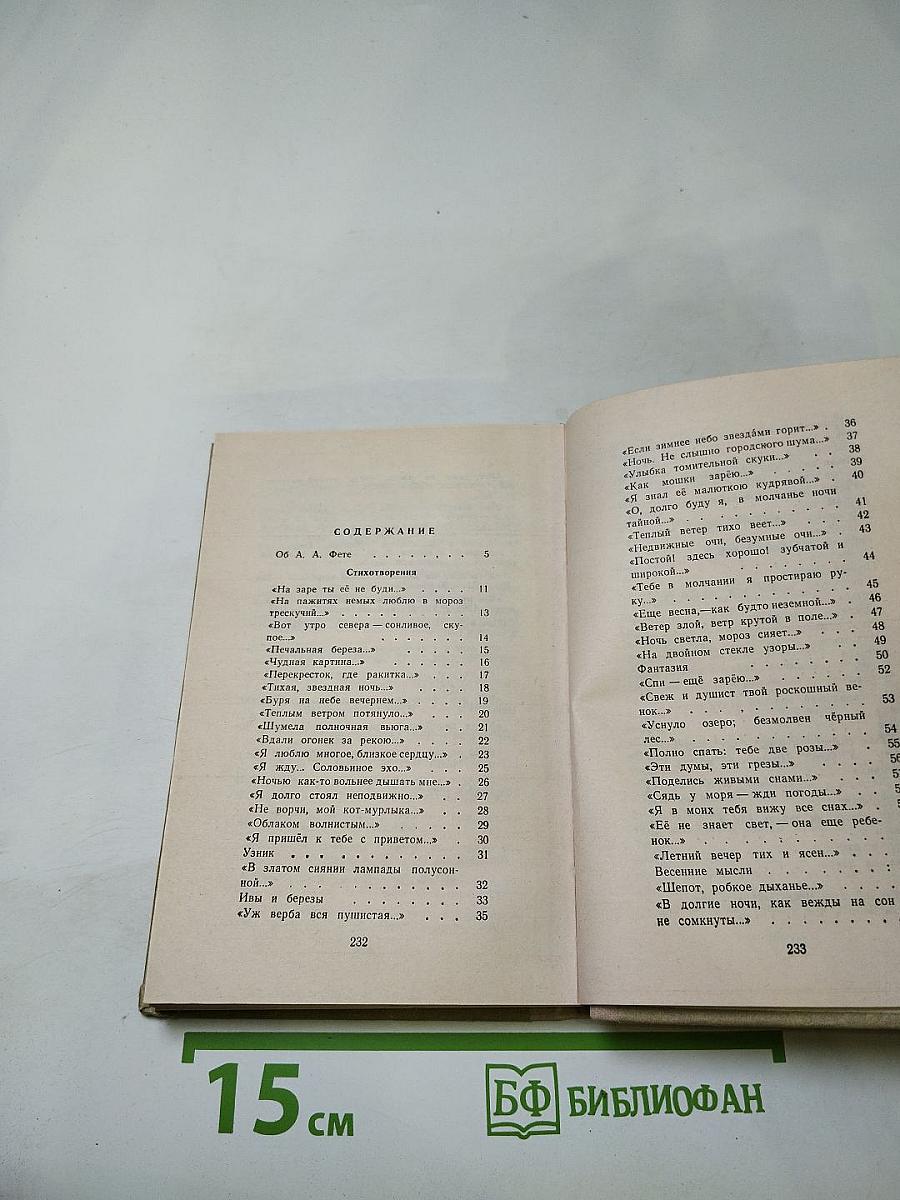 СОДЕРЖАНИЕ
Об А. А. Фете . . . . . . . . 5
Стихотворения
«На заре ты её не буди...» . . . . 11
«На пажитях немых люблю в мороз
трескучий...» . . . . . . . . 13
«Вот утро севера — сонливое, ску-
пое...» . . . . . . . 14
«Печальная береза...» . . . . . 15
«Чудная картина...» . . . . . 16
«Перекресток, где ракитка...» . . . 17
«Тихая, звездная ночь...» . . . . 18
«Буря на небе вечернем...» . . . 19
«Теплым ветром потянуло...» . . . 20
«Шумела полночная вьюга...» . . 21
«Вдали огонек за рекою...» . . . 22
«Я люблю многое, близкое сердцу...» . 23
«Я жду... Соловьиное эхо...» . . . 25
«Ночью как-то вольнее дышать мне...» . . 26
«Я долго стоял неподвижно...» . . 27
«Не ворчи, мой кот-мурлыка...» . . 28
«Облаком волнистым...» . . . . . 29
«Я пришёл к тебе с приветом...» . 30
Узник . . . . . . . . . . . 31
«В златом сиянии лампады полусон-
ной...» . . . . . . . . . . . 32
Ивы и березы . . . . . . . . 33
«Уж верба вся пушистая...» . . . 35
232
«Если зимнее небо звезда́ми горит...» . 36
«Ночь. Не слышно городского шума...» 37
«Улыбка томительной скуки...» . . 38
«Как мошки зарёю...» . . . . . 39
«Я знал её малюткою кудрявой...» . 40
«О, долго буду я, в молчанье ночи
тайной...» . . . . . . . . . 41
«Теплый ветер тихо веет...» . . . 42
«Недвижные очи, безумные очи...» . 43
«Постой! здесь хорошо! зубчатой и
широкой...» . . . . . . . . 44
«Тебе в молчании я простираю ру-
ку...» . . . . . . . . . . 45
«Еще весна,— как будто неземной...» . 46
«Ветер злой, ветр крутой в поле...» . 47
«Ночь светла, мороз сияет...» . . . 48
«На двойном стекле узоры...» . . 49
Фантазия . . . . . . . . 50
«Спи — ещё зарёю...» . . . . . 52
«Свеж и душист твой роскошный ве-
нок...» . . . . . . . . . . 53
«Уснуло озеро; безмолвен чёрный
лес...» . . . . . . . . . . 54
«Полно спать: тебе две розы...» . . 55
«Эти думы, эти грезы...» . . . . 56
«Поделись живыми снами...» . . .
«Сядь у моря — жди погоды...» . .
«Я в моих тебя вижу все снах...» .
«Её не знает свет, — она еще ребе-
нок...» . . . . . . . . . .
«Летний вечер тих и ясен...» . . .
Весенние мысли . . . . . . .
«Шепот, робкое дыханье...» . . . .
«В долгие ночи, как вежды на сон
не сомкнуты...» . . . . . . . .
233
15 см
БФ БИБЛИОФАН